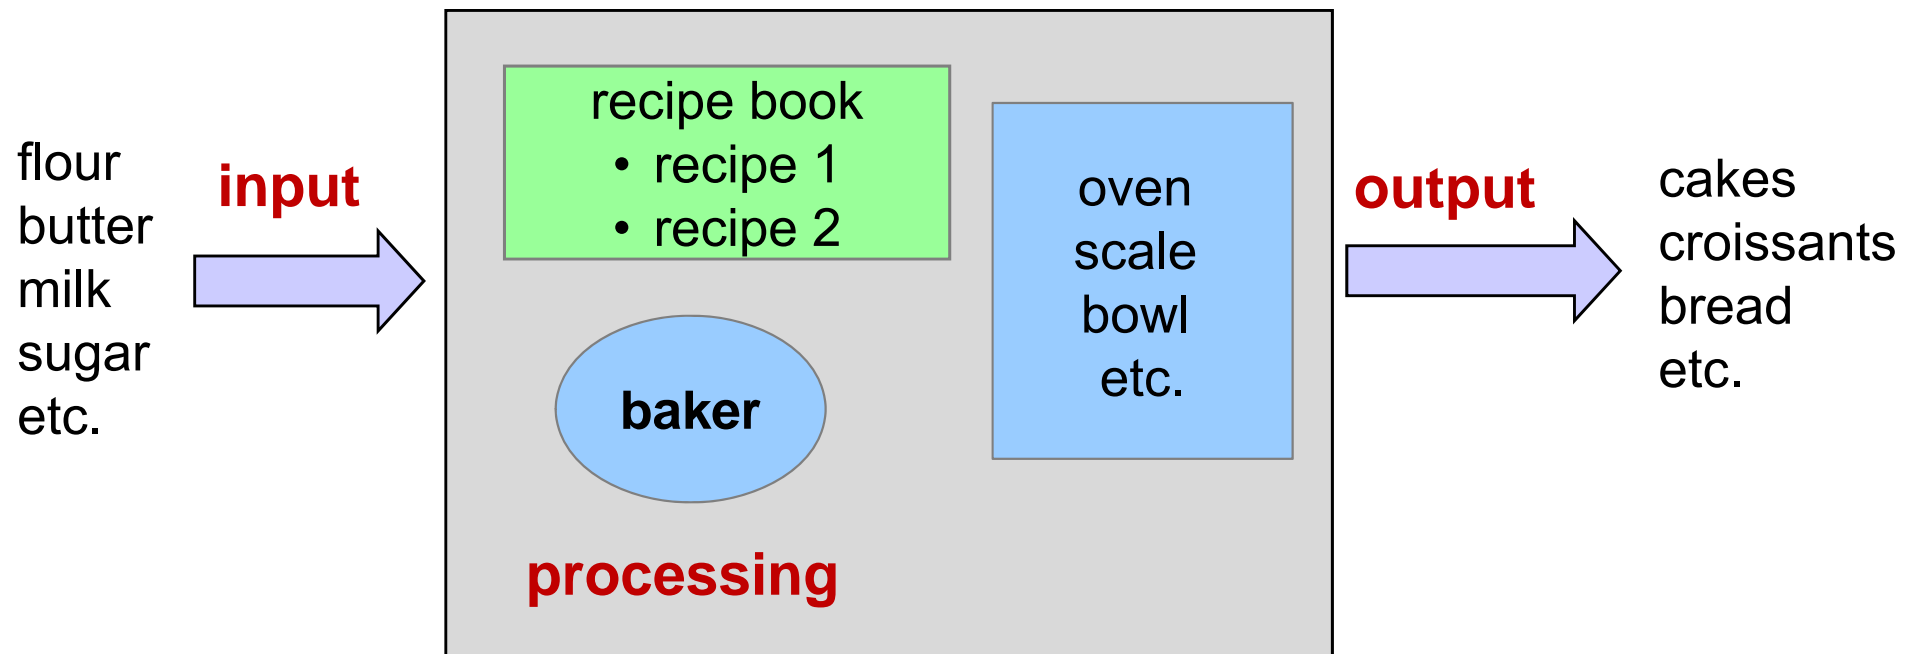 flour
butter
milk
sugar
etc.
input
recipe book
• recipe 1
• recipe 2
baker
processing
oven
scale
bowl
etc.
output
cakes
croissants
bread
etc.